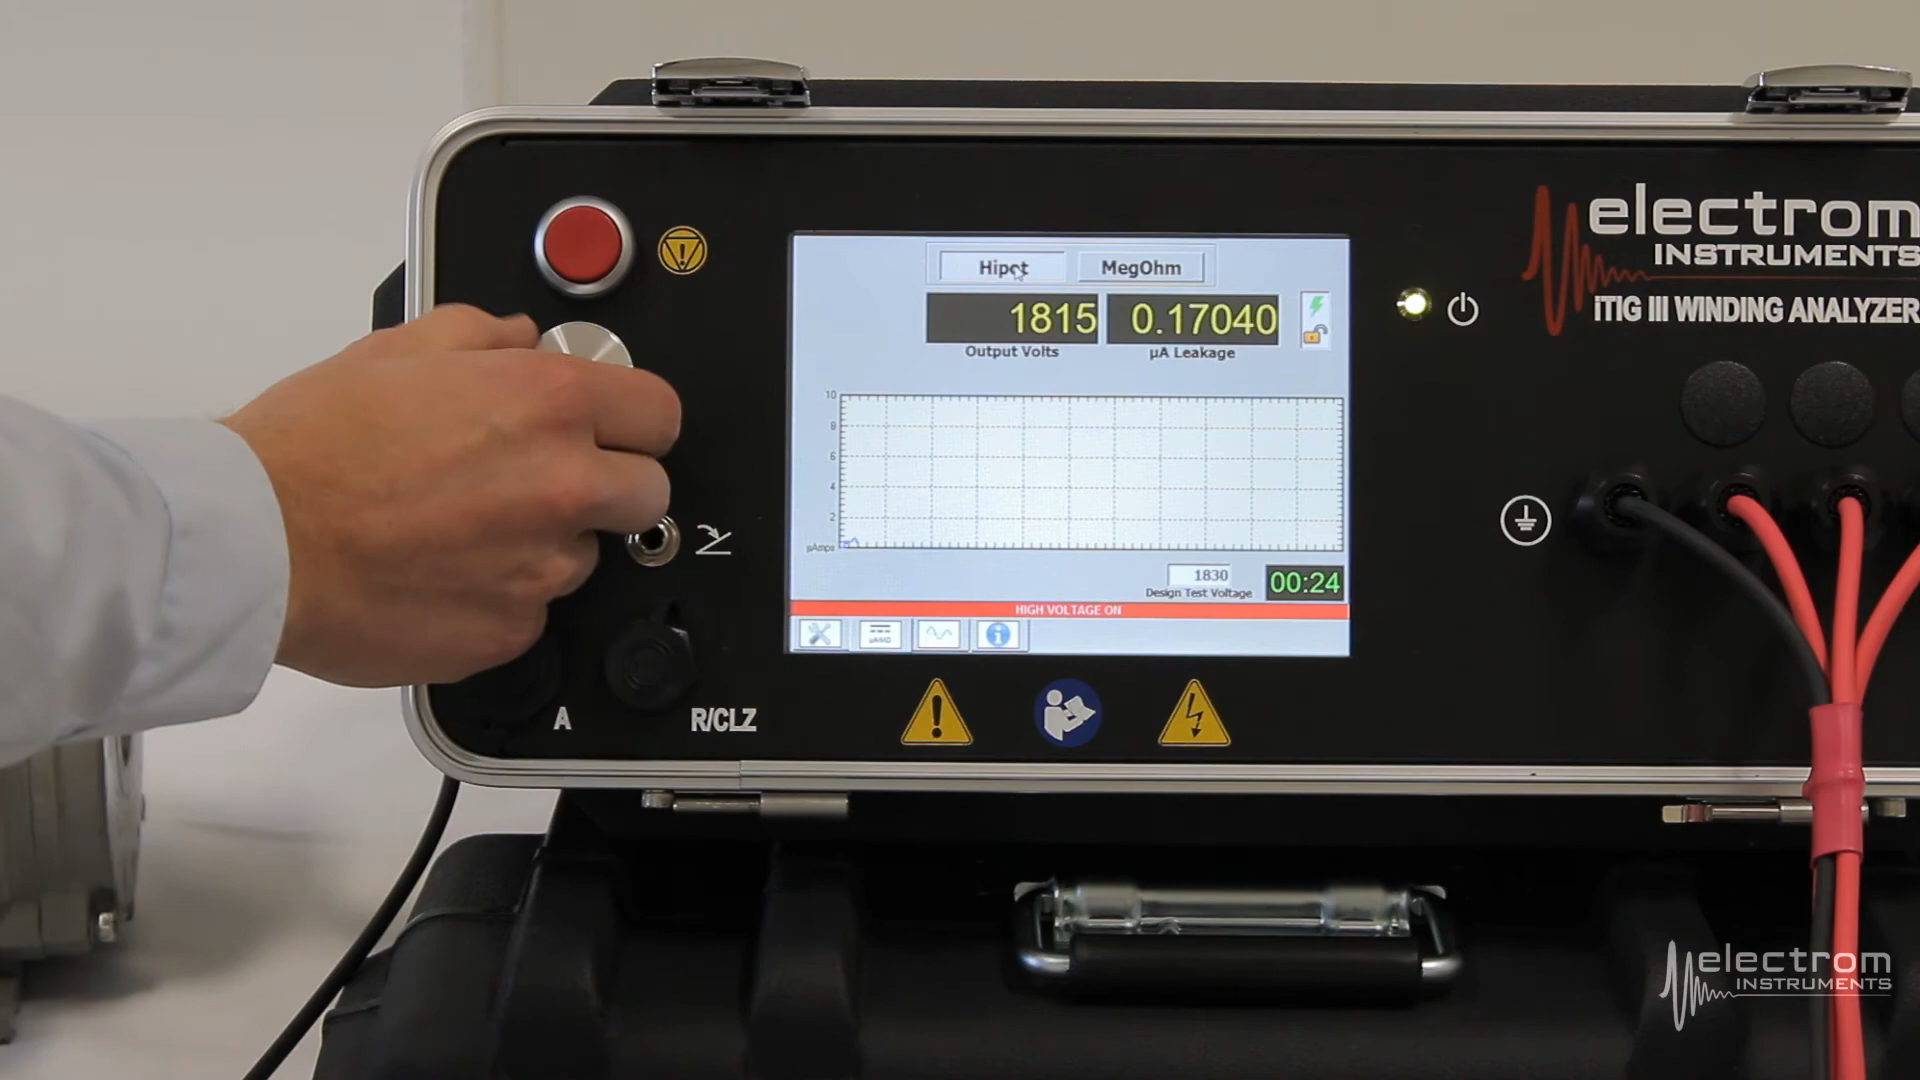 electrom
INSTRUMENTS
iTIG III WINDING ANALYZER
Hipot
MegOhm
1815
0.17040
Output Volts
µA Leakage
10
8
6
4
2
µAmps
1830
Design Test Voltage
00:24
HIGH VOLTAGE ON
A
R/CLZ
electrom
INSTRUMENTS